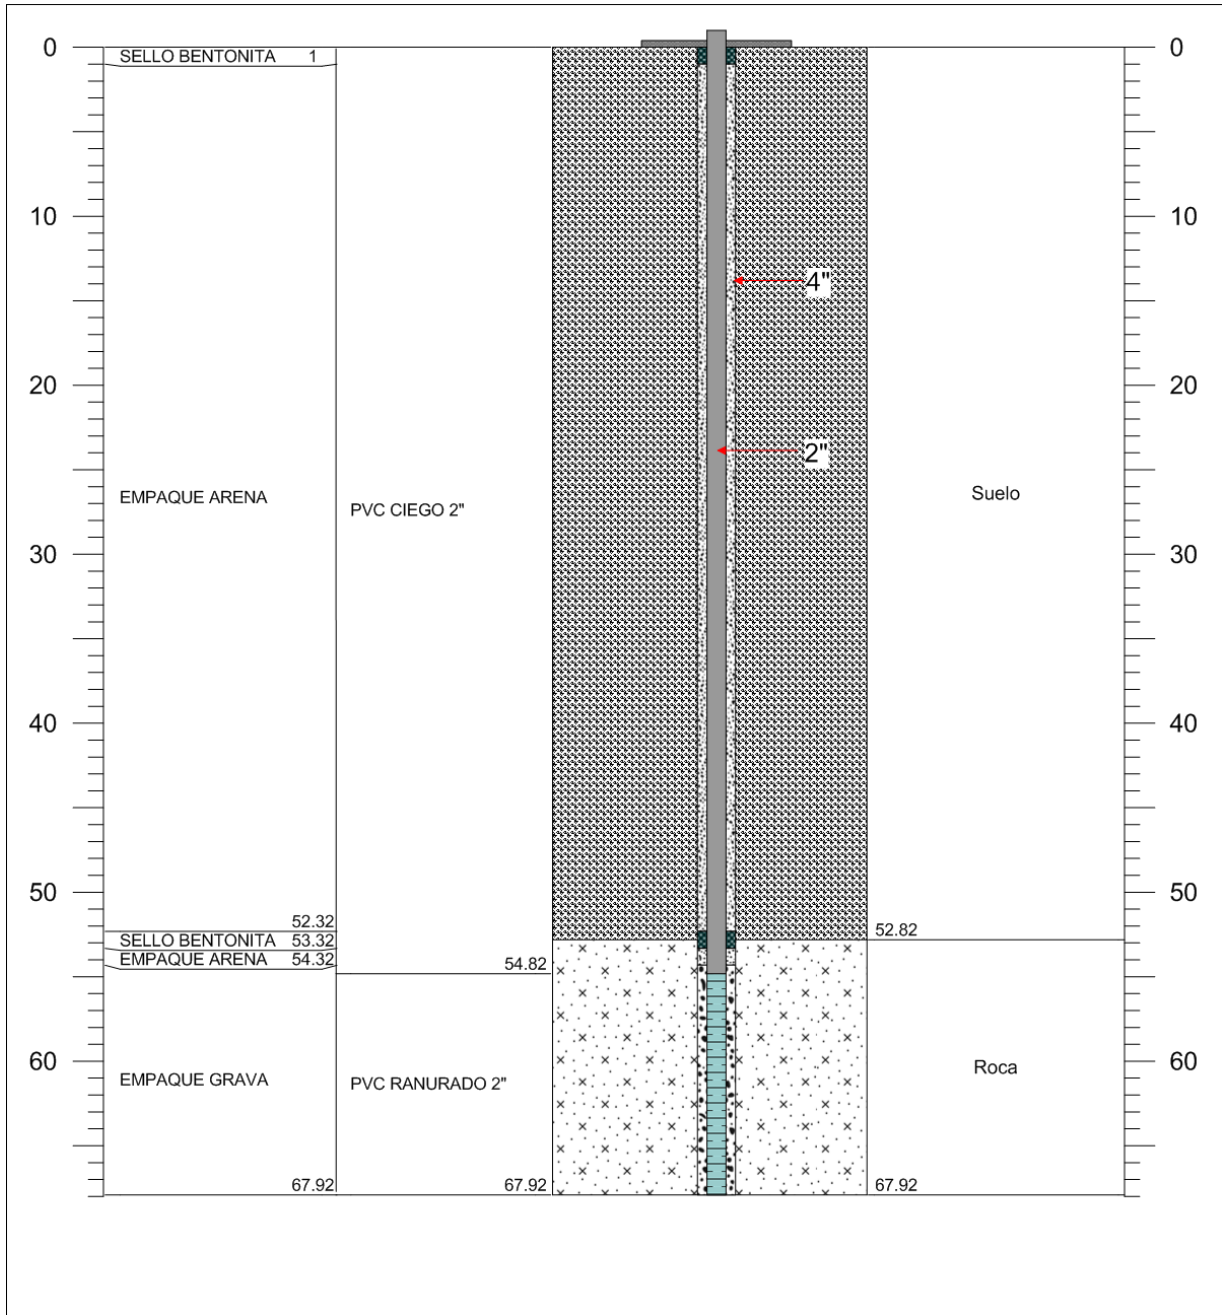 0
SELLO BENTONITA 1
0
10
10
4"
20
20
2"
EMPAQUE ARENA
PVC CIEGO 2"
Suelo
30
30
40
40
50
50
52.32
52.82
SELLO BENTONITA 53.32
EMPAQUE ARENA 54.32
54.82
60
60
EMPAQUE GRAVA
PVC RANURADO 2"
Roca
67.92
67.92
67.92